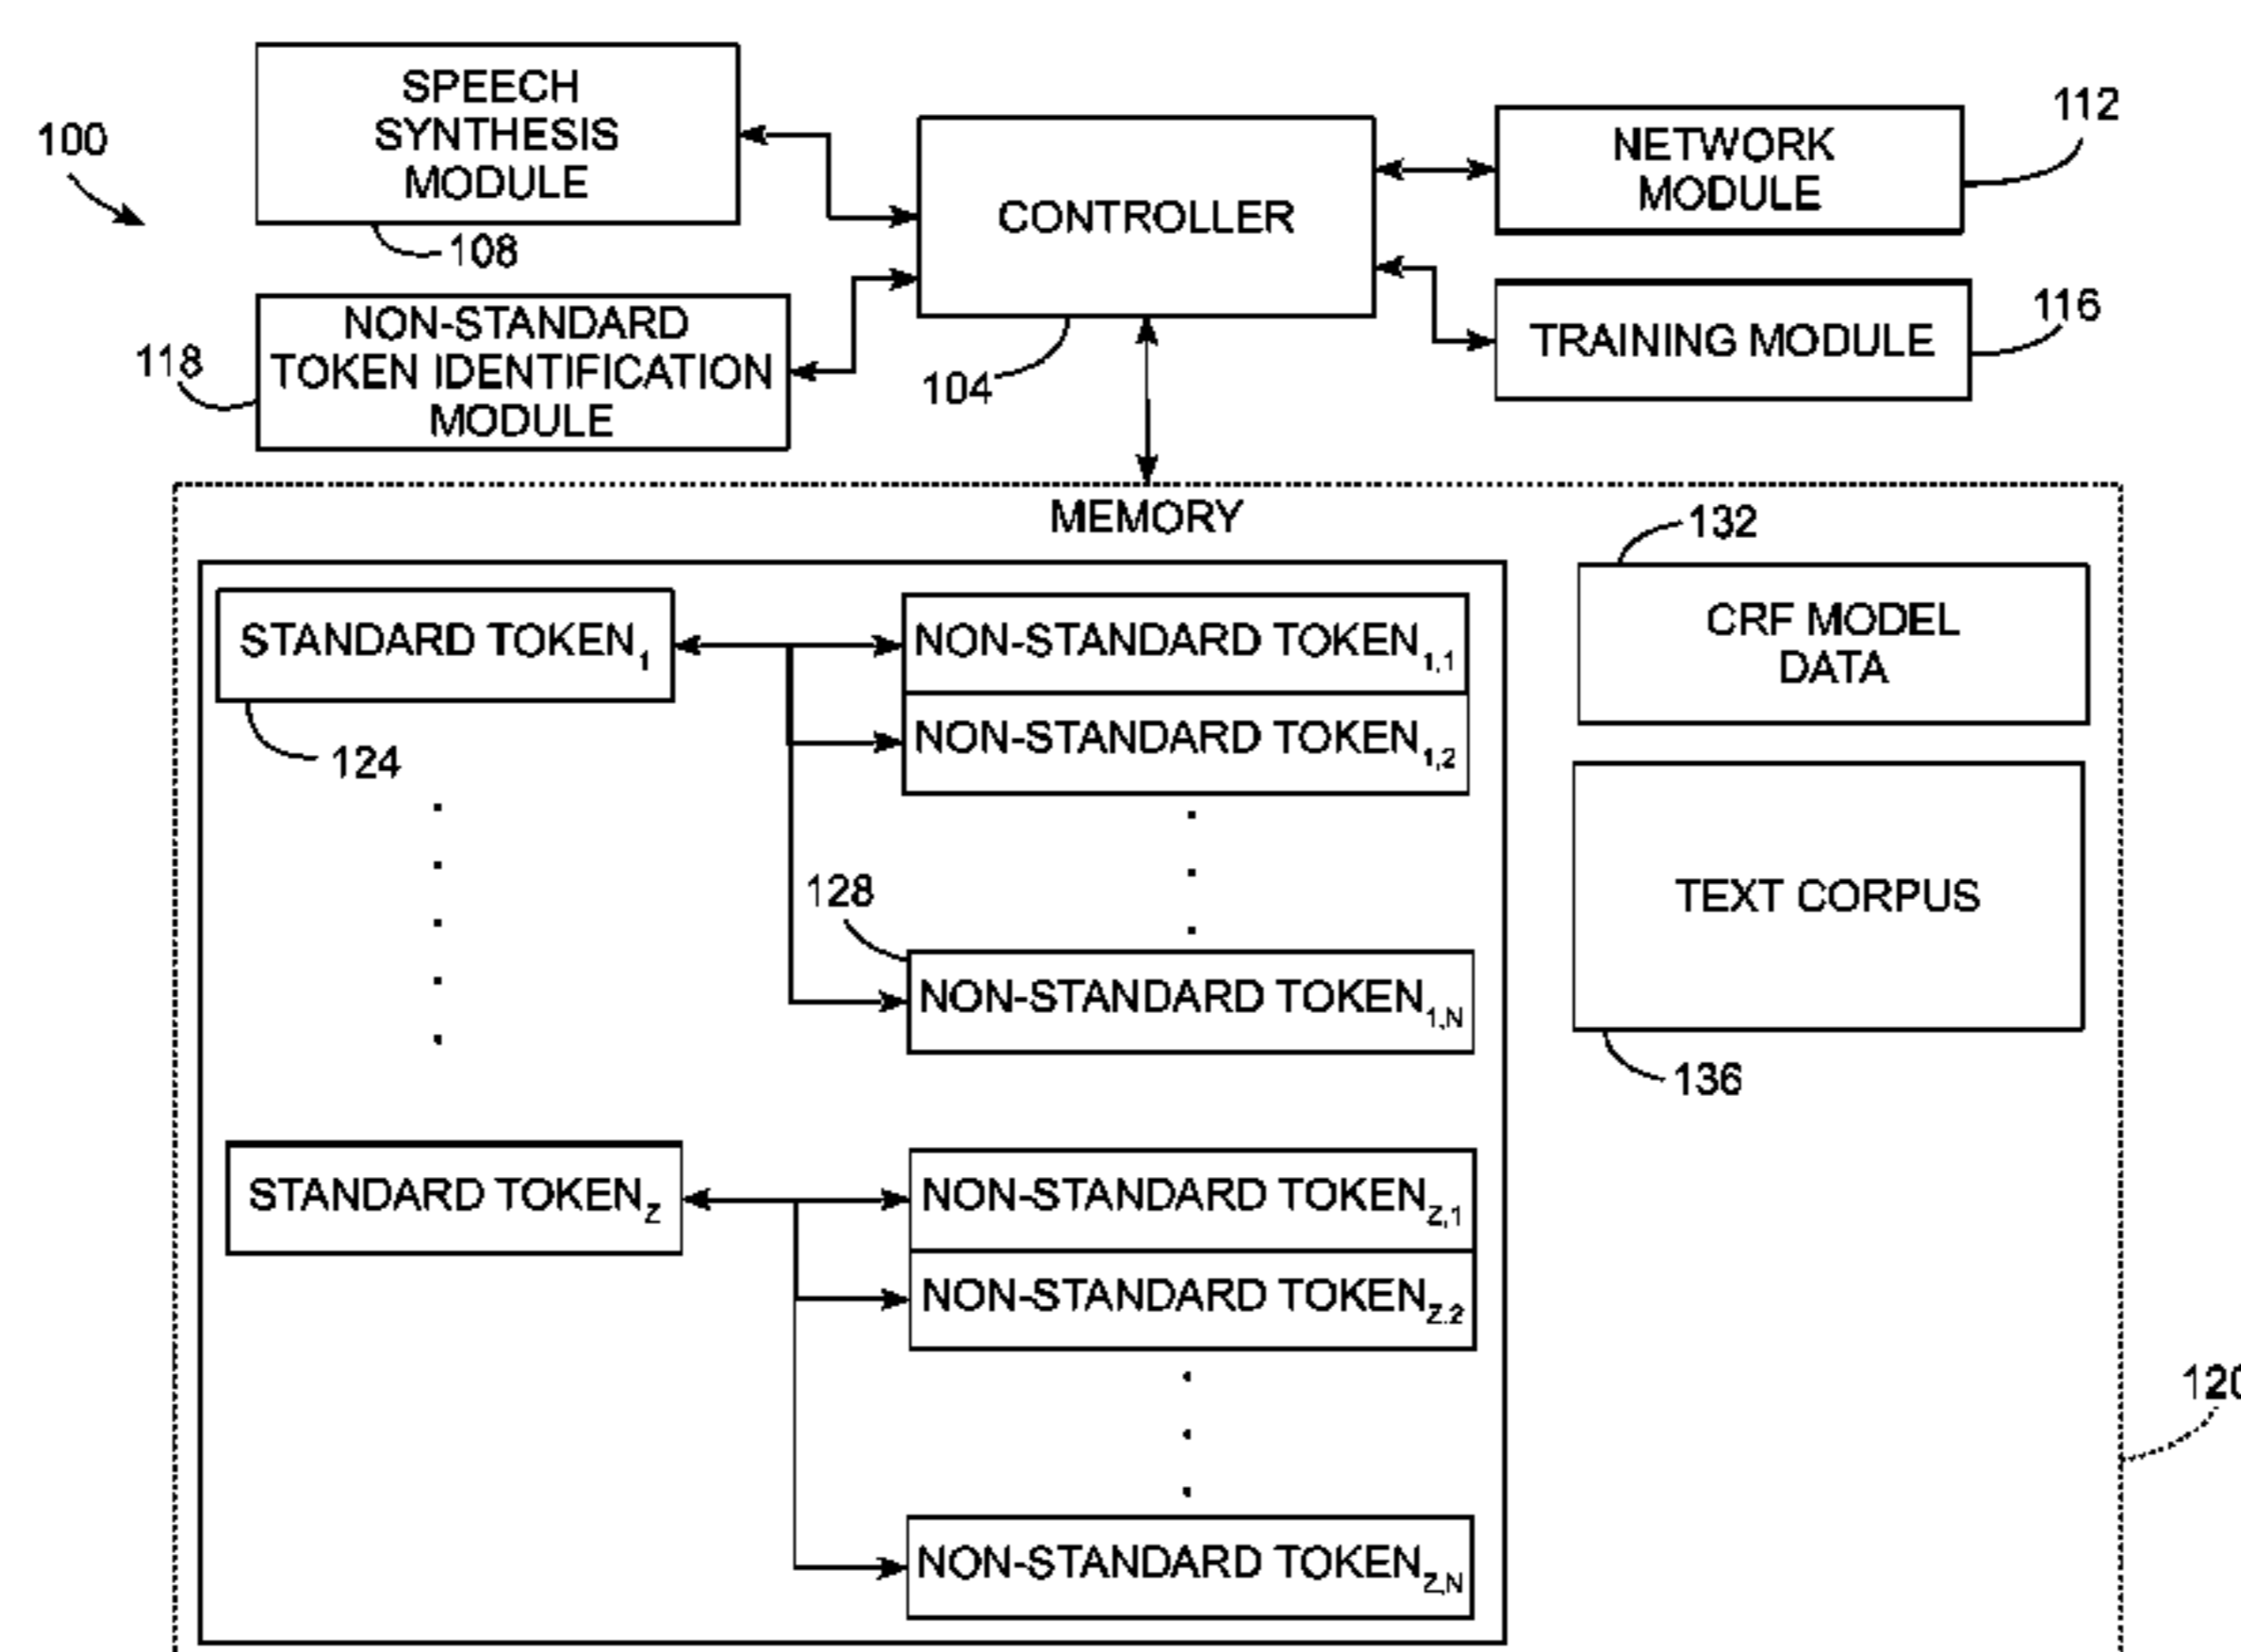 100
SPEECH
SYNTHESIS
MODULE
108
CONTROLLER
104
NETWORK
MODULE
112
NON-STANDARD
TOKEN IDENTIFICATION
MODULE
118
TRAINING MODULE
116
MEMORY
STANDARD TOKEN1
124
NON-STANDARD TOKEN1,1
NON-STANDARD TOKEN1,2
128
NON-STANDARD TOKEN1,N
132
CRF MODEL
DATA
TEXT CORPUS
136
STANDARD TOKENZ
NON-STANDARD TOKENZ,1
NON-STANDARD TOKENZ.2
NON-STANDARD TOKENZ,N
120